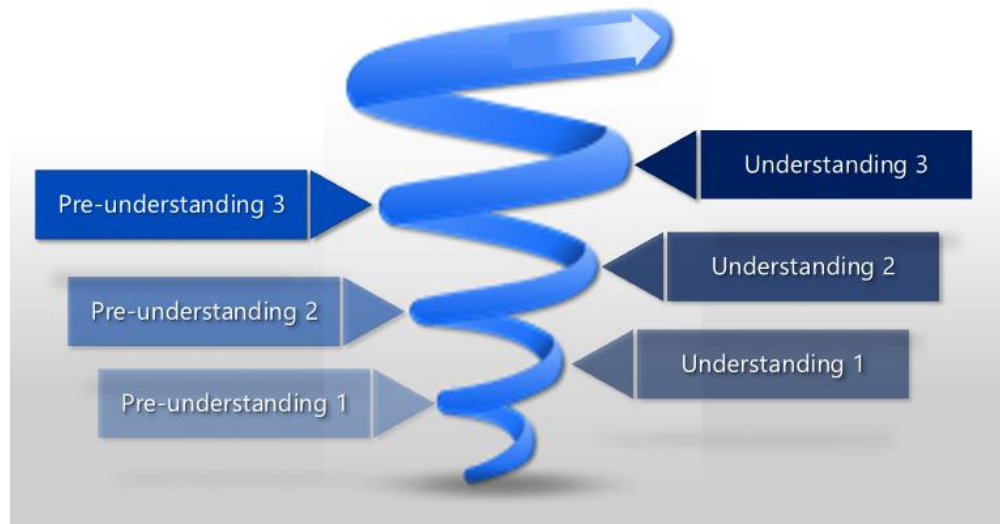 Understanding 3
Pre-understanding 3
Understanding 2
Pre-understanding 2
Understanding 1
Pre-understanding 1